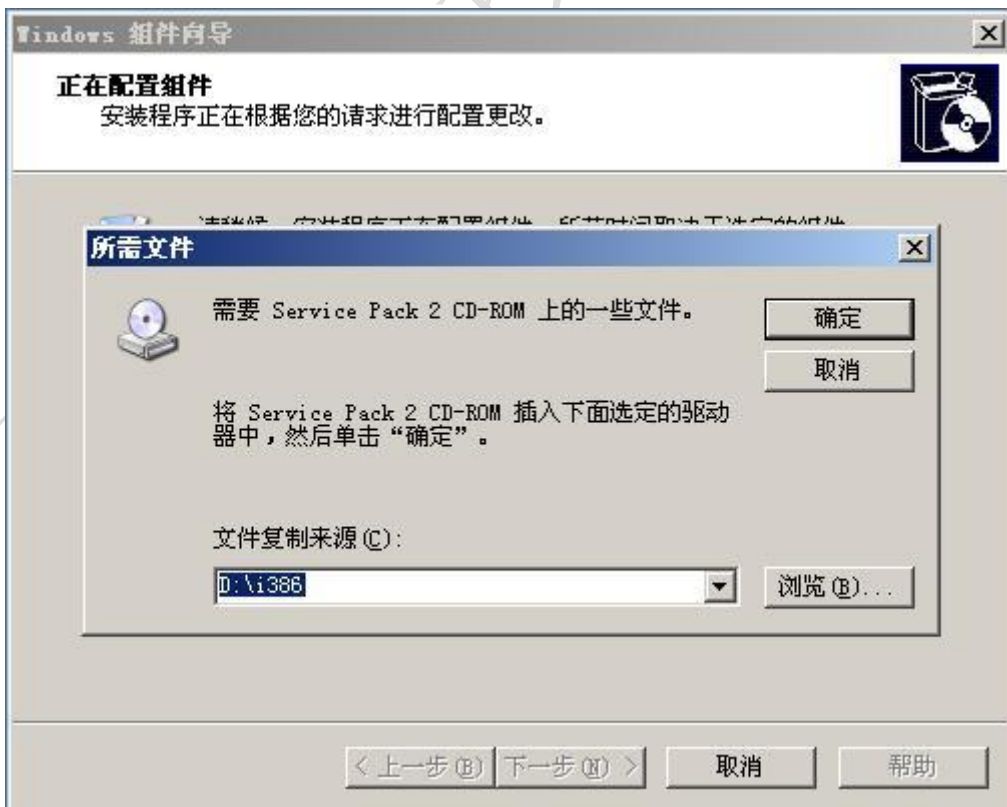 Windows 组件向导
正在配置组件
安装程序正在根据您的请求进行配置更改。
所需文件
需要 Service Pack 2 CD-ROM 上的一些文件。
确定
取消
将 Service Pack 2 CD-ROM 插入下面选定的驱动
器中，然后单击“确定”。
文件复制来源(C):
D:\i386
浏览(B)...
< 上一步(B)
下一步(N) >
取消
帮助